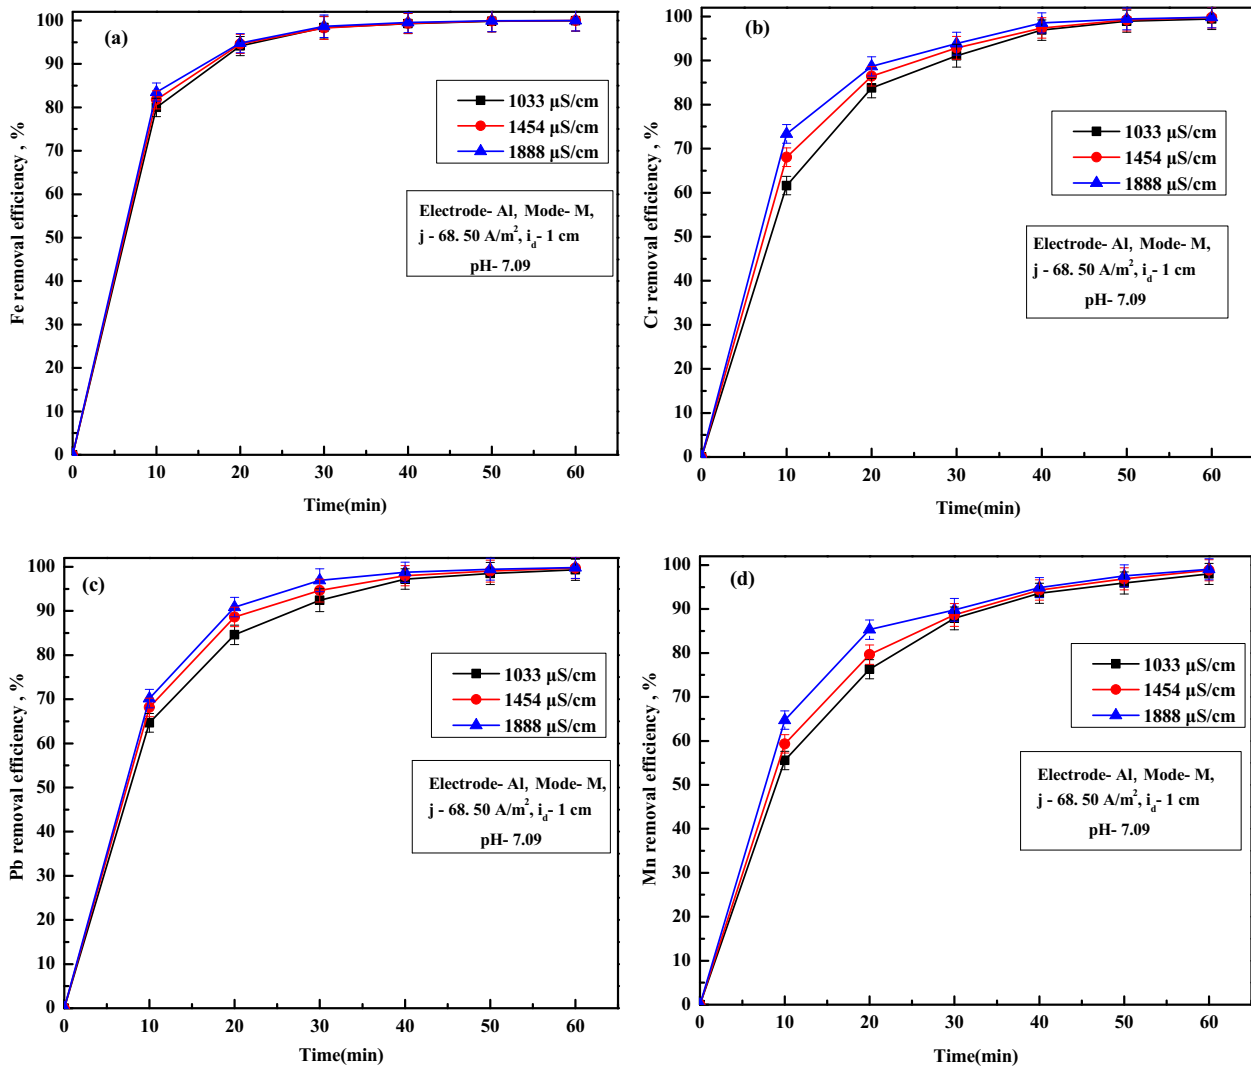 (a)
Fe removal efficiency , %
100
90
80
70
60
50
40
30
20
10
0
1033 µS/cm
1454 µS/cm
1888 µS/cm
Electrode- Al, Mode- M,
j - 68. 50 A/m², i_d- 1 cm
pH- 7.09
0 10 20 30 40 50 60
Time(min)
(b)
Cr removal efficiency , %
100
90
80
70
60
50
40
30
20
10
0
1033 µS/cm
1454 µS/cm
1888 µS/cm
Electrode- Al, Mode- M,
j - 68. 50 A/m², i_d- 1 cm
pH- 7.09
0 10 20 30 40 50 60
Time(min)
(c)
Pb removal efficiency , %
100
90
80
70
60
50
40
30
20
10
0
1033 µS/cm
1454 µS/cm
1888 µS/cm
Electrode- Al, Mode- M,
j - 68. 50 A/m², i_d- 1 cm
pH- 7.09
0 10 20 30 40 50 60
Time(min)
(d)
Mn removal efficiency , %
100
90
80
70
60
50
40
30
20
10
0
1033 µS/cm
1454 µS/cm
1888 µS/cm
Electrode- Al, Mode- M,
j - 68. 50 A/m², i_d- 1 cm
pH- 7.09
0 10 20 30 40 50 60
Time(min)